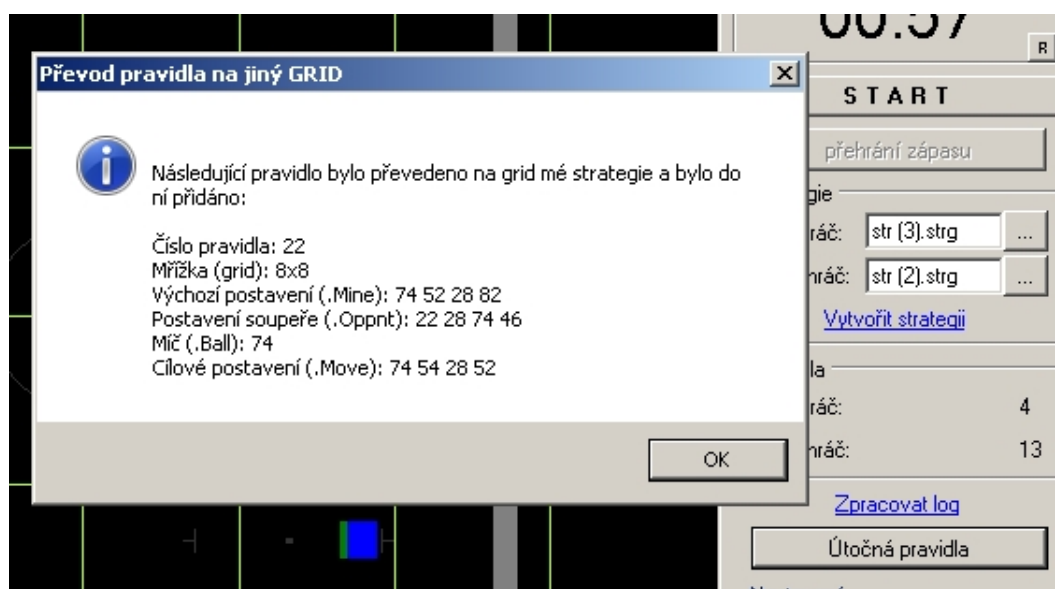 00:57
R
Převod pravidla na jiný GRID
START
přehrání zápasu
Následující pravidlo bylo převedeno na grid mé strategie a bylo do
ní přidáno:
Číslo pravidla: 22
Mřížka (grid): 8x8
Výchozí postavení (.Mine): 74 52 28 82
Postavení soupeře (.Oppnt): 22 28 74 46
Míč (.Ball): 74
Cílové postavení (.Move): 74 54 28 52
OK
gie
ráč: str (3).strg ...
hráč: str (2).strg ...
Vytvořit strategii
la
ráč: 4
hráč: 13
Zpracovat log
Útočná pravidla